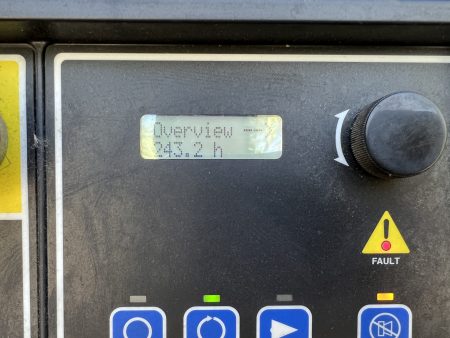 Overview --->
243.2 h
FAULT